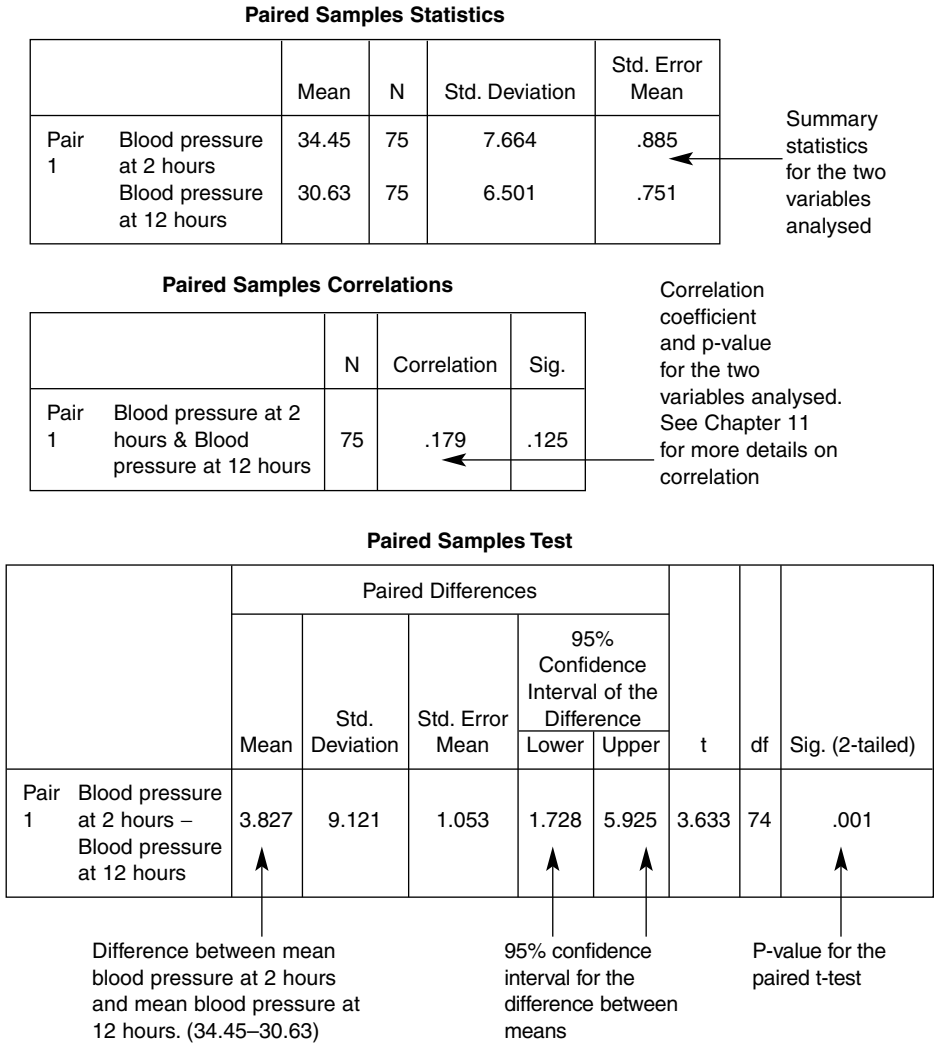 Paired Samples Statistics
Mean N Std. Deviation Std. Error
Mean
Pair Blood pressure 34.45 75 7.664 .885
1 at 2 hours
Blood pressure 30.63 75 6.501 .751
at 12 hours
Summary
statistics
for the two
variables
analysed
Paired Samples Correlations
N Correlation Sig.
Pair Blood pressure at 2
1 hours & Blood 75 .179 .125
pressure at 12 hours
Correlation
coefficient
and p-value
for the two
variables analysed.
See Chapter 11
for more details on
correlation
Paired Samples Test
Paired Differences
95%
Confidence
Interval of the
Difference
Std.
Deviation
Std. Error
Mean
Mean Lower Upper t df Sig. (2-tailed)
Pair Blood pressure
1 at 2 hours – 3.827 9.121 1.053 1.728 5.925 3.633 74 .001
Blood pressure
at 12 hours
Difference between mean
blood pressure at 2 hours
and mean blood pressure at
12 hours. (34.45–30.63)
95% confidence
interval for the
difference between
means
P-value for the
paired t-test